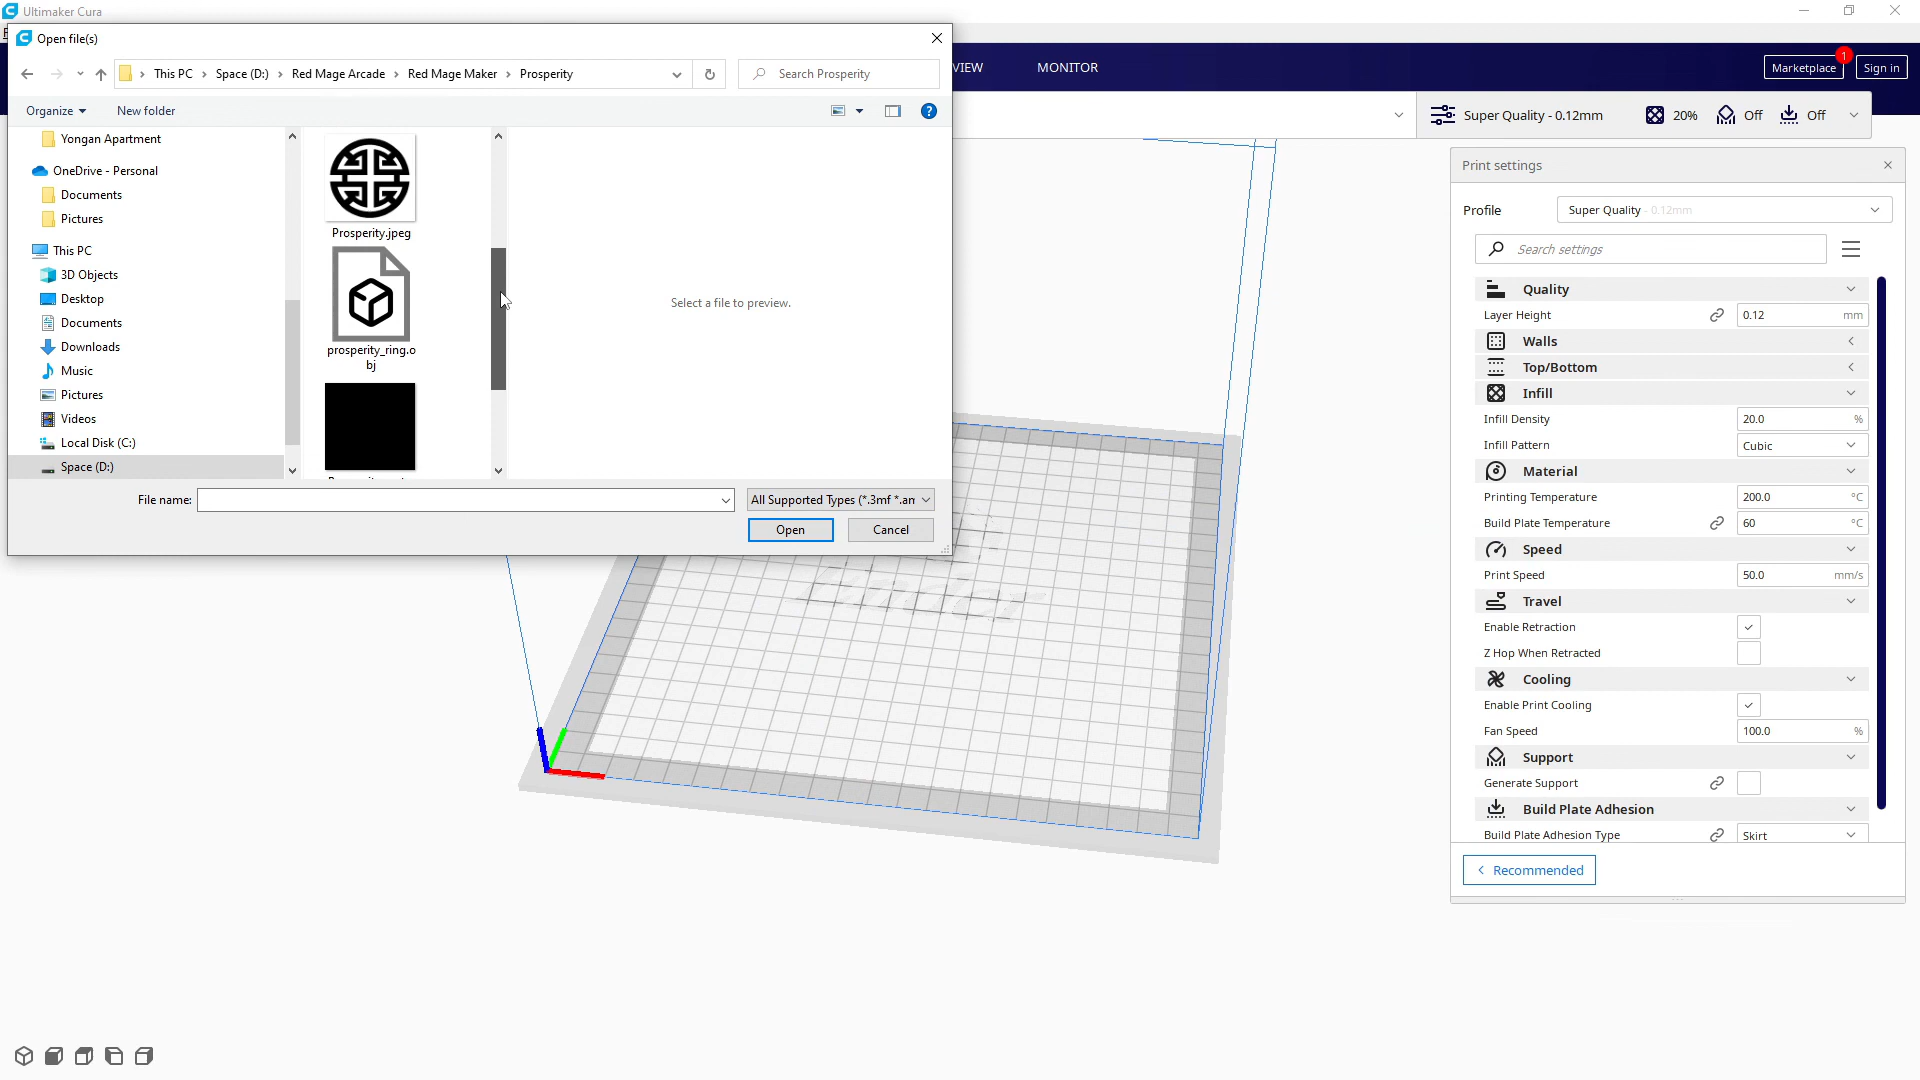 Ultimaker Cura
Open file(s)
This PC > Space (D:) > Red Mage Arcade > Red Mage Maker > Prosperity
Search Prosperity
VIEW
MONITOR
Marketplace
1
Sign in
Organize
New folder
Super Quality - 0.12mm
20%
Off
Off
Yongan Apartment
OneDrive - Personal
Documents
Pictures
This PC
3D Objects
Desktop
Documents
Downloads
Music
Pictures
Videos
Local Disk (C:)
Space (D:)
Prosperity.jpeg
prosperity_ring.o
bj
Select a file to preview.
File name:
All Supported Types (*.3mf *.an
Open
Cancel
Print settings
Profile
Super Quality - 0.12mm
Search settings
Quality
Layer Height
0.12 mm
Walls
Top/Bottom
Infill
Infill Density
20.0 %
Infill Pattern
Cubic
Material
Printing Temperature
200.0 °C
Build Plate Temperature
60 °C
Speed
Print Speed
50.0 mm/s
Travel
Enable Retraction
Z Hop When Retracted
Cooling
Enable Print Cooling
Fan Speed
100.0 %
Support
Generate Support
Build Plate Adhesion
Build Plate Adhesion Type
Skirt
< Recommended